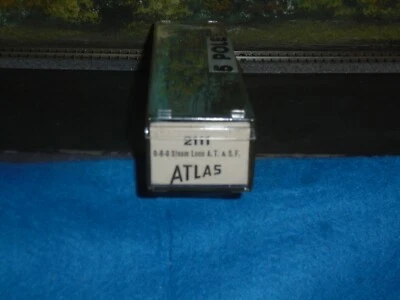 5 POLE
2111
0-8-0 Steam Loco A.T. & S.F.
ATLAS